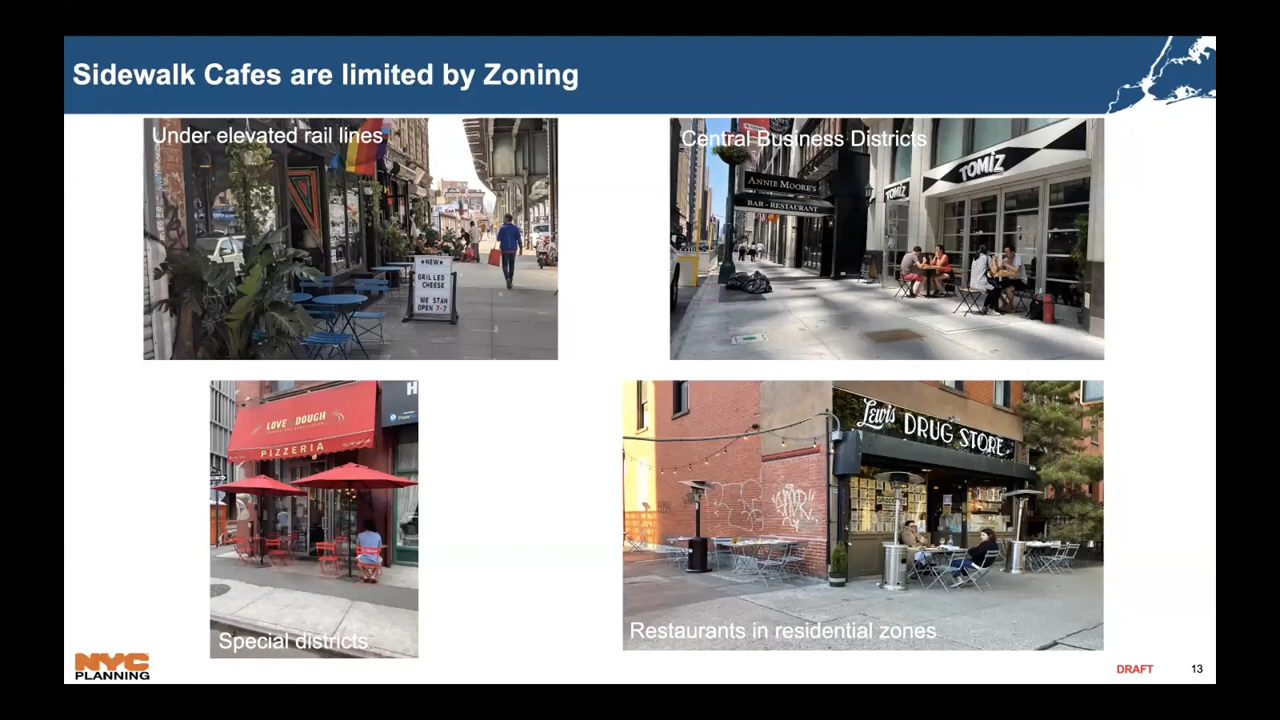 Sidewalk Cafes are limited by Zoning
Under elevated rail lines
★NEW★
GRILLED
CHEESE
WE STAN
OPEN 7-7
Central Business Districts
ANNIE MOORE'S
BAR - RESTAURANT
TOMİZ
TOMİZ
LOVE DOUGH
PIZZERIA
H
Special districts
Lewis DRUG STORE
Restaurants in residential zones
NYC
PLANNING
DRAFT
13